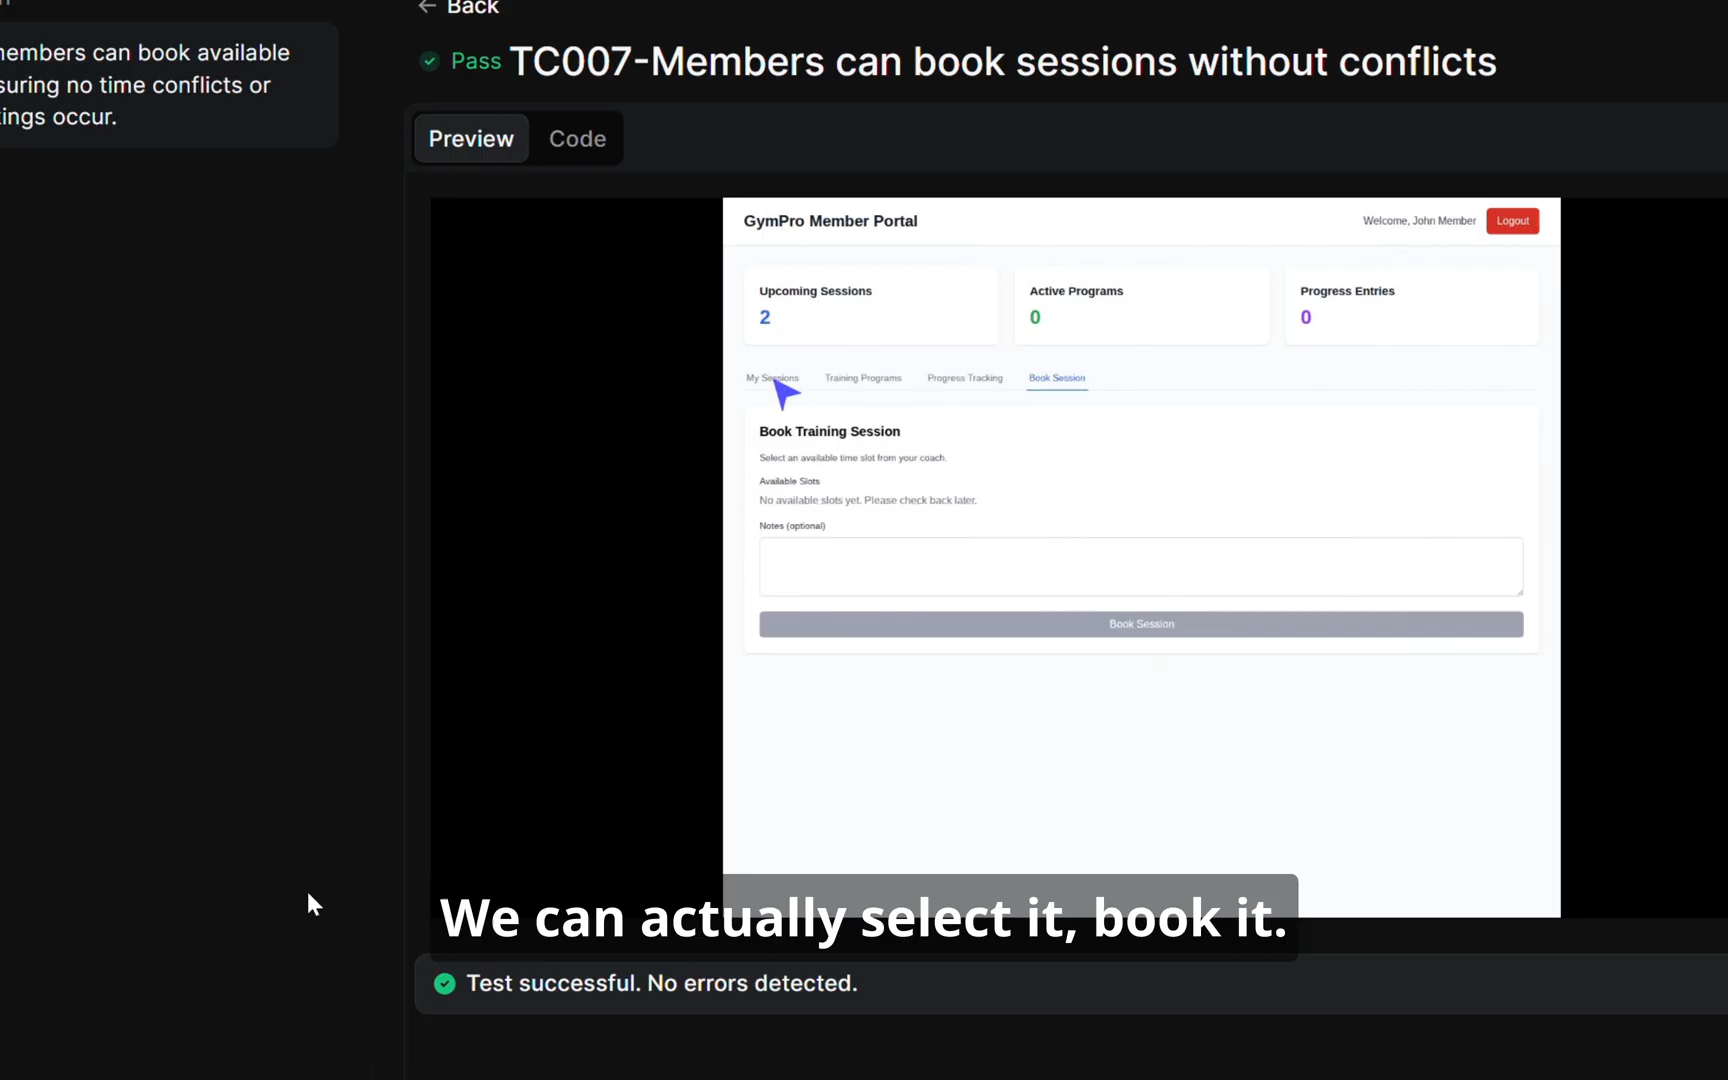 Back
members can book available
suring no time conflicts or
kings occur.
Pass TC007-Members can book sessions without conflicts
Preview Code
GymPro Member Portal
Welcome, John Member Logout
Upcoming Sessions
2
Active Programs
0
Progress Entries
0
My Sessions Training Programs Progress Tracking Book Session
Book Training Session
Select an available time slot from your coach.
Available Slots
No available slots yet. Please check back later.
Notes (optional)
Book Session
We can actually select it, book it.
Test successful. No errors detected.